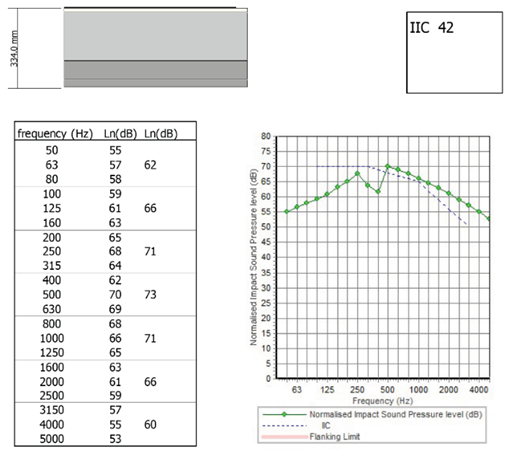 334.0 mm
IIC 42
frequency (Hz) Ln(dB) Ln(dB)
50 55
63 57 62
80 58
100 59
125 61 66
160 63
200 65
250 68 71
315 64
400 62
500 70 73
630 69
800 68
1000 66 71
1250 65
1600 63
2000 61 66
2500 59
3150 57
4000 55 60
5000 53
Normalised Impact Sound Pressure level (dB)
80
75
70
65
60
55
50
45
40
35
30
25
20
15
10
5
0
63 125 250 500 1000 2000 4000
Frequency (Hz)
Normalised Impact Sound Pressure level (dB)
IIC
Flanking Limit